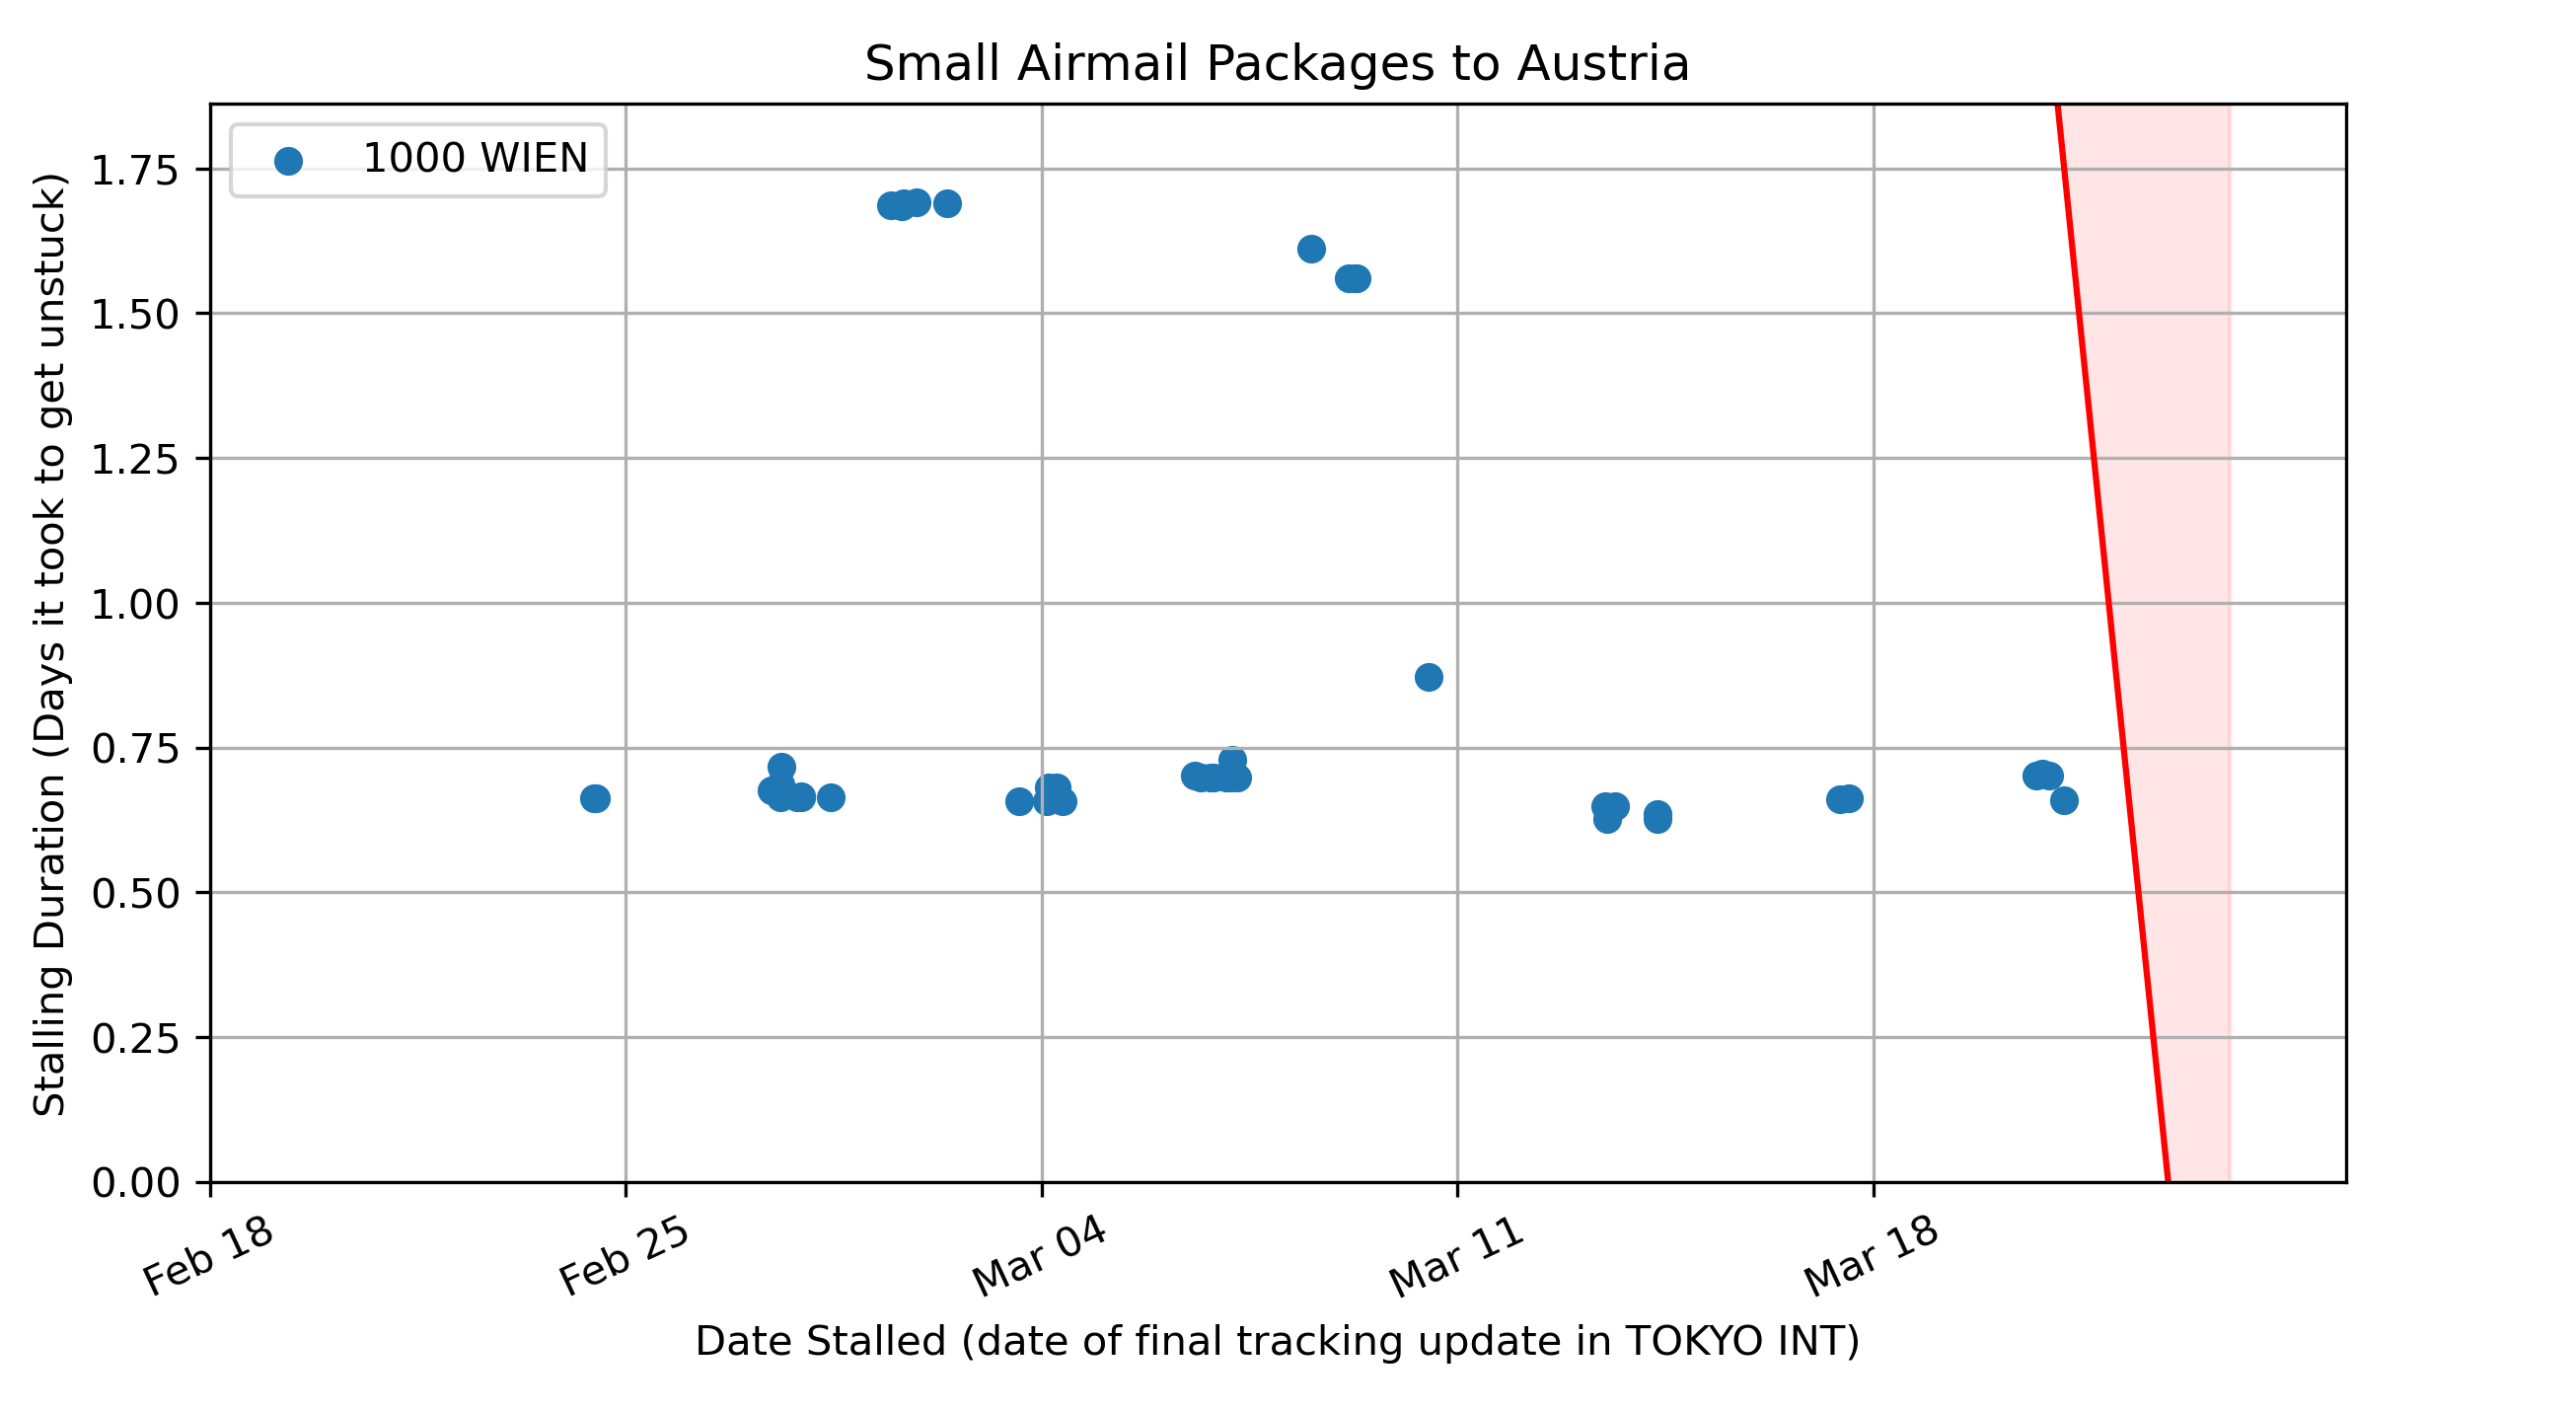 Small Airmail Packages to Austria
1000 WIEN
Stalling Duration (Days it took to get unstuck)
1.75
1.50
1.25
1.00
0.75
0.50
0.25
0.00
Feb 18
Feb 25
Mar 04
Mar 11
Mar 18
Date Stalled (date of final tracking update in TOKYO INT)